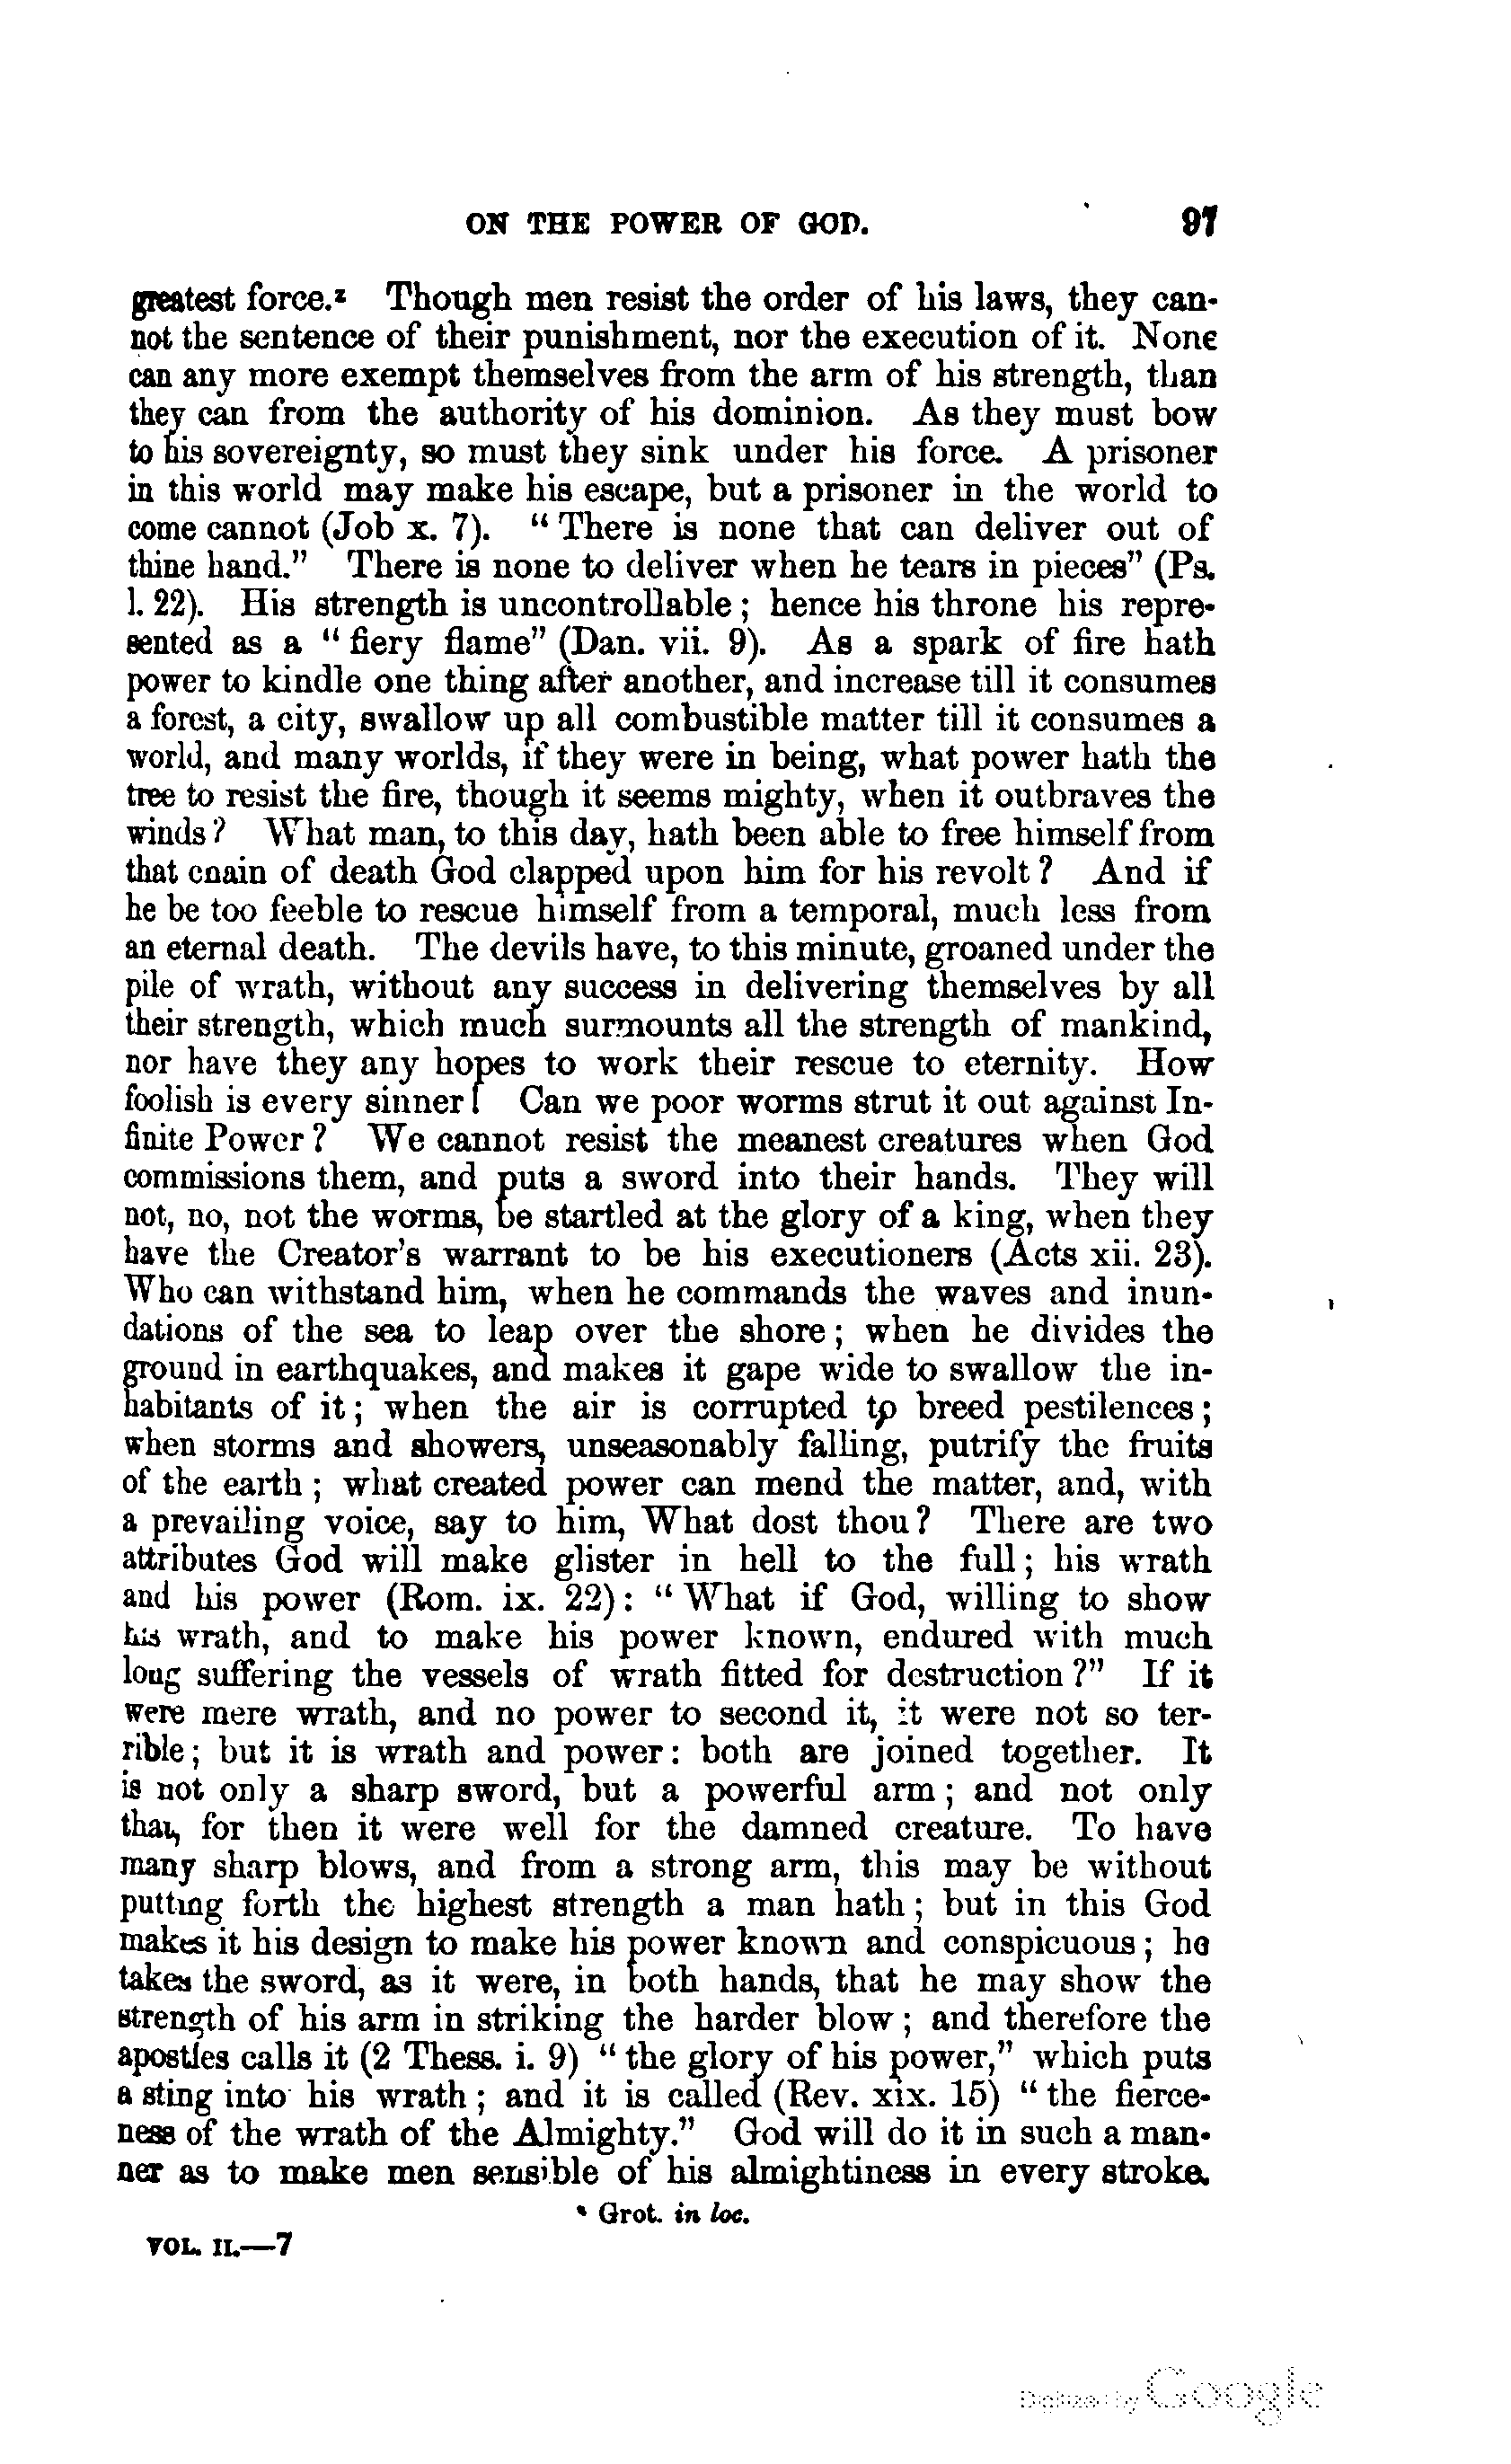 ON THE POWER OF GOD. 97
greatest force.ᶻ Though men resist the order of his laws, they can-
not the sentence of their punishment, nor the execution of it. None
can any more exempt themselves from the arm of his strength, than
they can from the authority of his dominion. As they must bow
to his sovereignty, so must they sink under his force. A prisoner
in this world may make his escape, but a prisoner in the world to
come cannot (Job x. 7). "There is none that can deliver out of
thine hand." There is none to deliver when he tears in pieces" (Ps.
l. 22). His strength is uncontrollable; hence his throne his repre-
sented as a "fiery flame" (Dan. vii. 9). As a spark of fire hath
power to kindle one thing after another, and increase till it consumes
a forest, a city, swallow up all combustible matter till it consumes a
world, and many worlds, if they were in being, what power hath the
tree to resist the fire, though it seems mighty, when it outbraves the
winds? What man, to this day, hath been able to free himself from
that chain of death God clapped upon him for his revolt? And if
he be too feeble to rescue himself from a temporal, much less from
an eternal death. The devils have, to this minute, groaned under the
pile of wrath, without any success in delivering themselves by all
their strength, which much surmounts all the strength of mankind,
nor have they any hopes to work their rescue to eternity. How
foolish is every sinner! Can we poor worms strut it out against In-
finite Power? We cannot resist the meanest creatures when God
commissions them, and puts a sword into their hands. They will
not, no, not the worms, be startled at the glory of a king, when they
have the Creator's warrant to be his executioners (Acts xii. 23).
Who can withstand him, when he commands the waves and inun-
dations of the sea to leap over the shore; when he divides the
ground in earthquakes, and makes it gape wide to swallow the in-
habitants of it; when the air is corrupted to breed pestilences;
when storms and showers, unseasonably falling, putrify the fruits
of the earth; what created power can mend the matter, and, with
a prevailing voice, say to him, What dost thou? There are two
attributes God will make glister in hell to the full; his wrath
and his power (Rom. ix. 22): "What if God, willing to show
his wrath, and to make his power known, endured with much
long suffering the vessels of wrath fitted for destruction?" If it
were mere wrath, and no power to second it, it were not so ter-
rible; but it is wrath and power: both are joined together. It
is not only a sharp sword, but a powerful arm; and not only
that, for then it were well for the damned creature. To have
many sharp blows, and from a strong arm, this may be without
putting forth the highest strength a man hath; but in this God
makes it his design to make his power known and conspicuous; he
takes the sword, as it were, in both hands, that he may show the
strength of his arm in striking the harder blow; and therefore the
apostles calls it (2 Thess. i. 9) "the glory of his power," which puts
a sting into his wrath; and it is called (Rev. xix. 15) "the fierce-
ness of the wrath of the Almighty." God will do it in such a man-
ner as to make men sensible of his almightiness in every stroke.
ᶻ Grot. in loc.
VOL. II.—7
Digitized by Google